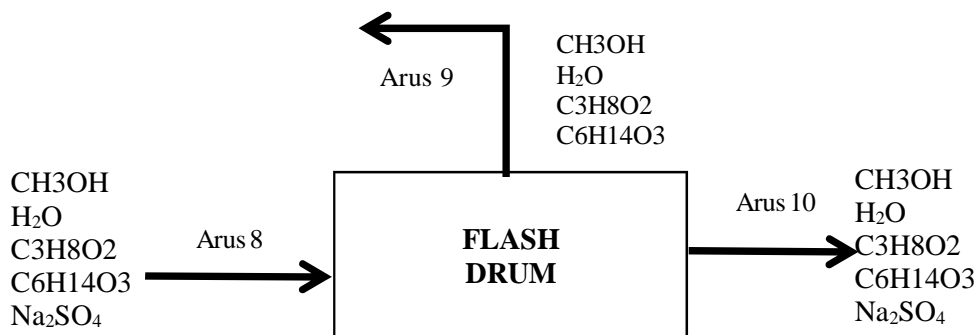 CH3OH
H₂O
C3H8O2
C6H14O3
Arus 9
CH3OH
H₂O
C3H8O2
C6H14O3
Na₂SO₄
Arus 8
FLASH
DRUM
Arus 10
CH3OH
H₂O
C3H8O2
C6H14O3
Na₂SO₄